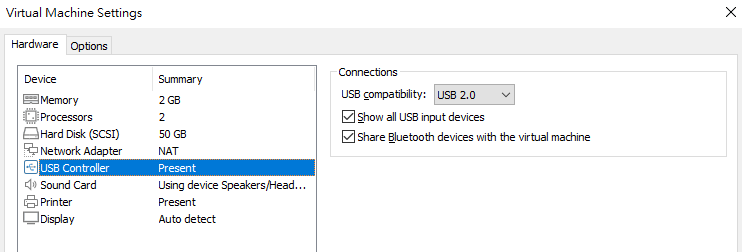 Virtual Machine Settings
Hardware Options
Device Summary
Memory 2 GB
Processors 2
Hard Disk (SCSI) 50 GB
Network Adapter NAT
USB Controller Present
Sound Card Using device Speakers/Head...
Printer Present
Display Auto detect
Connections
USB compatibility: USB 2.0
Show all USB input devices
Share Bluetooth devices with the virtual machine